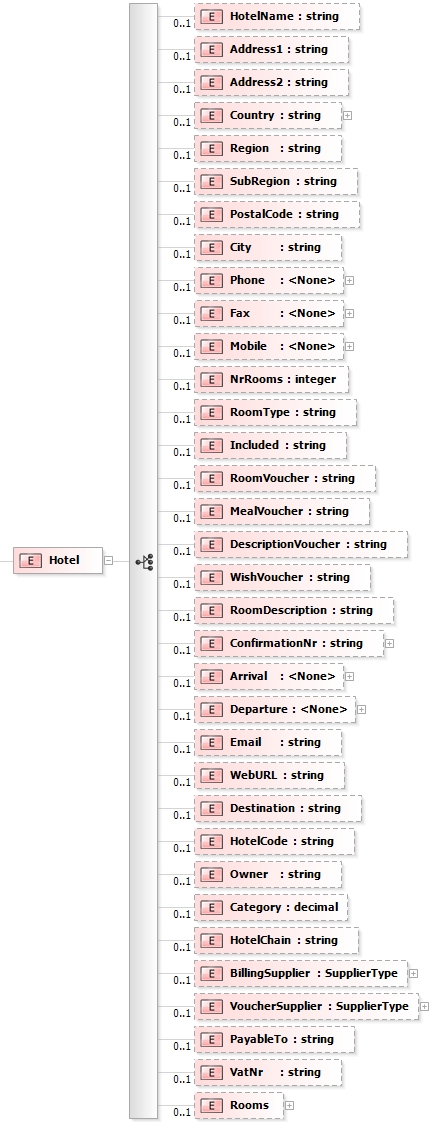 E HotelName : string
0..1
E Address1 : string
0..1
E Address2 : string
0..1
E Country : string
0..1
E Region : string
0..1
E SubRegion : string
0..1
E PostalCode : string
0..1
E City : string
0..1
E Phone : <None>
0..1
E Fax : <None>
0..1
E Mobile : <None>
0..1
E NrRooms : integer
0..1
E RoomType : string
0..1
E Included : string
0..1
E RoomVoucher : string
0..1
E MealVoucher : string
0..1
E DescriptionVoucher : string
0..1
E Hotel
E WishVoucher : string
0..1
E RoomDescription : string
0..1
E ConfirmationNr : string
0..1
E Arrival : <None>
0..1
E Departure : <None>
0..1
E Email : string
0..1
E WebURL : string
0..1
E Destination : string
0..1
E HotelCode : string
0..1
E Owner : string
0..1
E Category : decimal
0..1
E HotelChain : string
0..1
E BillingSupplier : SupplierType
0..1
E VoucherSupplier : SupplierType
0..1
E PayableTo : string
0..1
E VatNr : string
0..1
E Rooms
0..1